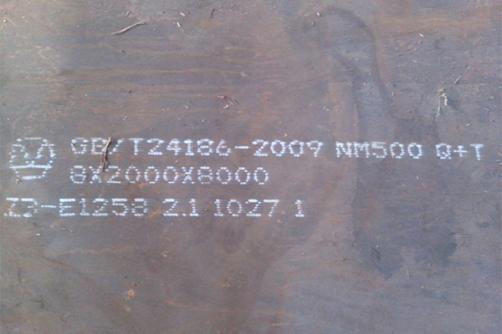 GB/T24186-2009 NM500 Q+T
8X2000X8000
Z3-E1258 2.1 1027 1